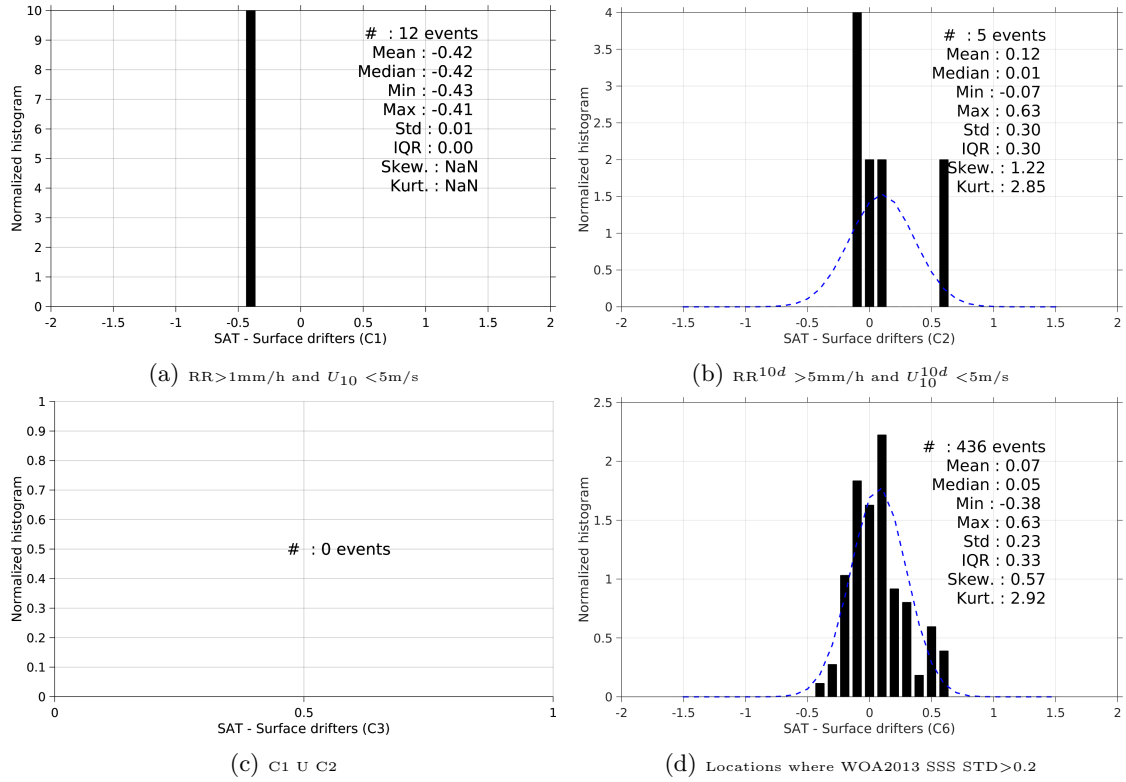 10
9
8
7
6
5
4
3
2
1
0
Normalized histogram
# : 12 events
Mean : -0.42
Median : -0.42
Min : -0.43
Max : -0.41
Std : 0.01
IQR : 0.00
Skew. : NaN
Kurt. : NaN
-2 -1.5 -1 -0.5 0 0.5 1 1.5 2
SAT - Surface drifters (C1)
(a) RR>1mm/h and U10 <5m/s
4
3.5
3
2.5
2
1.5
1
0.5
0
Normalized histogram
# : 5 events
Mean : 0.12
Median : 0.01
Min : -0.07
Max : 0.63
Std : 0.30
IQR : 0.30
Skew. : 1.22
Kurt. : 2.85
-2 -1.5 -1 -0.5 0 0.5 1 1.5 2
SAT - Surface drifters (C2)
(b) RR10d >5mm/h and U10d10 <5m/s
1
0.9
0.8
0.7
0.6
0.5
0.4
0.3
0.2
0.1
0
Normalized histogram
# : 0 events
0 0.5 1
SAT - Surface drifters (C3)
(c) C1 U C2
2.5
2
1.5
1
0.5
0
Normalized histogram
# : 436 events
Mean : 0.07
Median : 0.05
Min : -0.38
Max : 0.63
Std : 0.23
IQR : 0.33
Skew. : 0.57
Kurt. : 2.92
-2 -1.5 -1 -0.5 0 0.5 1 1.5 2
SAT - Surface drifters (C6)
(d) Locations where WOA2013 SSS STD>0.2